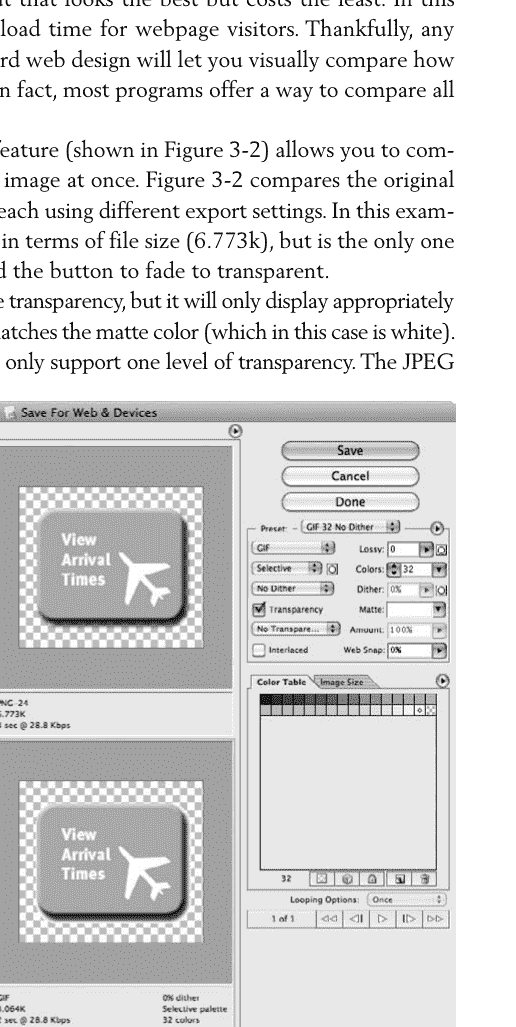 that looks the best but costs the least. In this
load time for webpage visitors. Thankfully, any
rd web design will let you visually compare how
n fact, most programs offer a way to compare all
feature (shown in Figure 3-2) allows you to com-
image at once. Figure 3-2 compares the original
each using different export settings. In this exam-
in terms of file size (6.773k), but is the only one
d the button to fade to transparent.
e transparency, but it will only display appropriately
natches the matte color (which in this case is white).
only support one level of transparency. The JPEG
Save For Web & Devices
Save
Cancel
Done
Preset: GIF 32 No Dither
GIF Lossy: 0
Selective Colors: 32
No Dither Dither: 0%
Transparency Matte:
No Transpare... Amount: 100%
Interlaced Web Snap: 0%
Color Table Image Size
32
Looping Options: Once
1 of 1
View
Arrival
Times
PNG-24
6.773K
sec @ 28.8 Kbps
View
Arrival
Times
GIF 0% dither
.064K Selective palette
sec @ 28.8 Kbps 32 colors